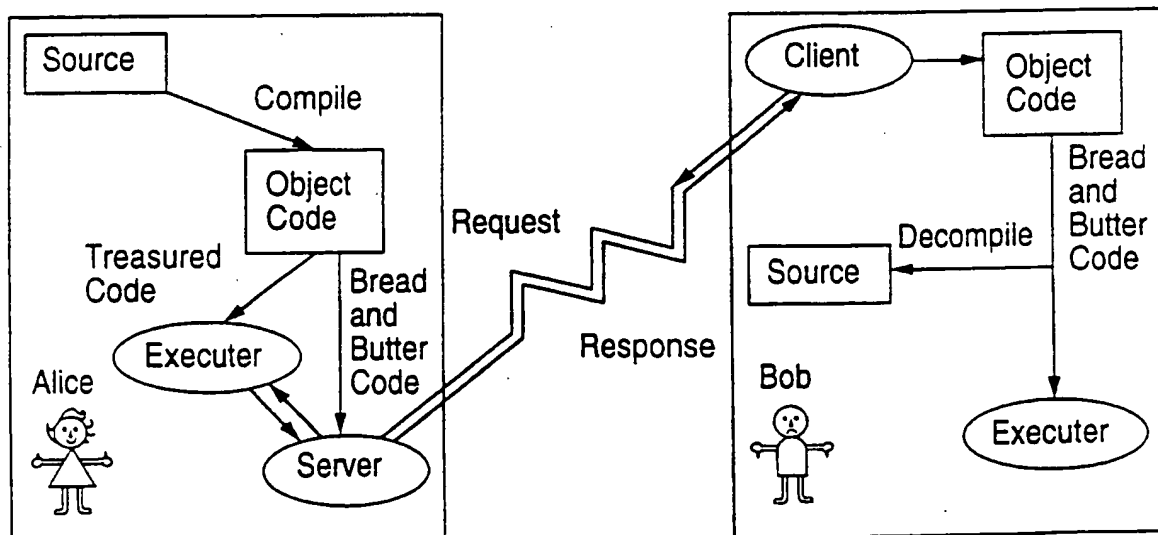 Source
Compile
Object
Code
Treasured
Code
Bread
and
Butter
Code
Executer
Alice
Server
Request
Response
Client
Object
Code
Bread
and
Butter
Code
Decompile
Source
Bob
Executer